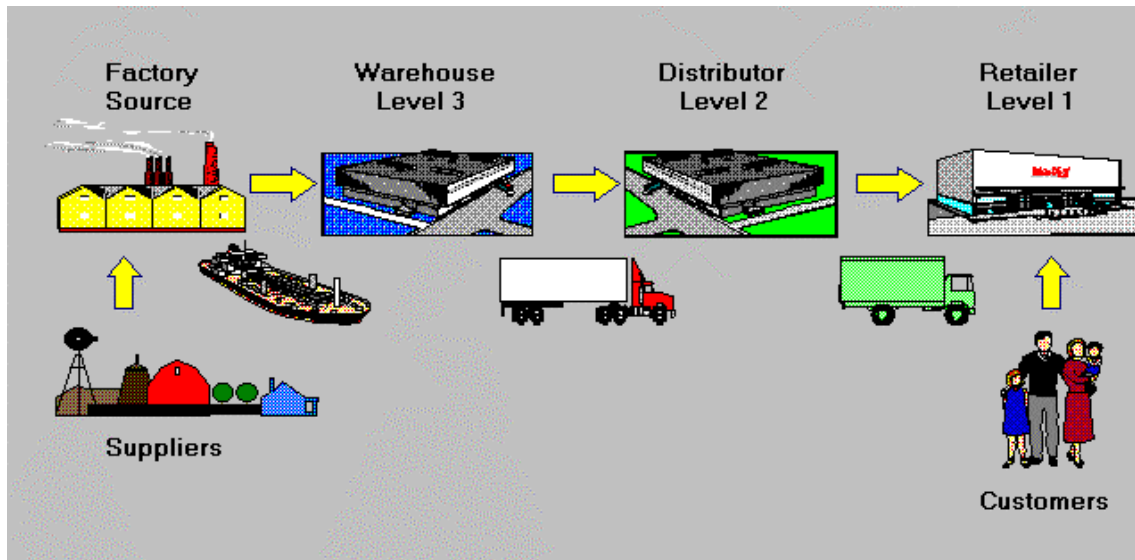 Factory
Source
Warehouse
Level 3
Distributor
Level 2
Retailer
Level 1
Suppliers
Customers